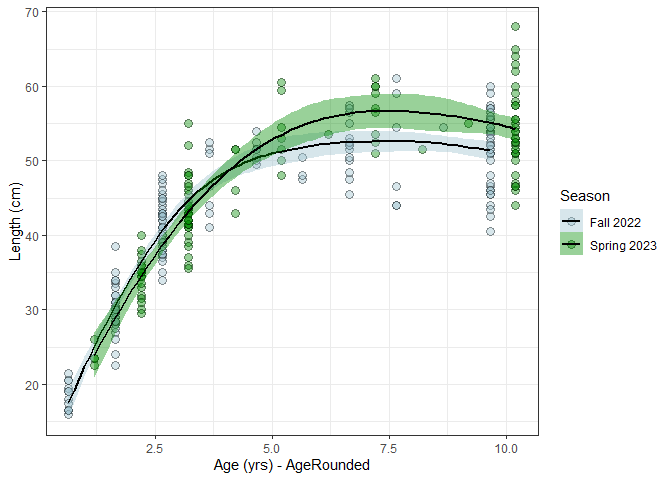 70
60
50
40
30
20
Length (cm)
2.5 5.0 7.5 10.0
Age (yrs) - AgeRounded
Season
Fall 2022
Spring 2023